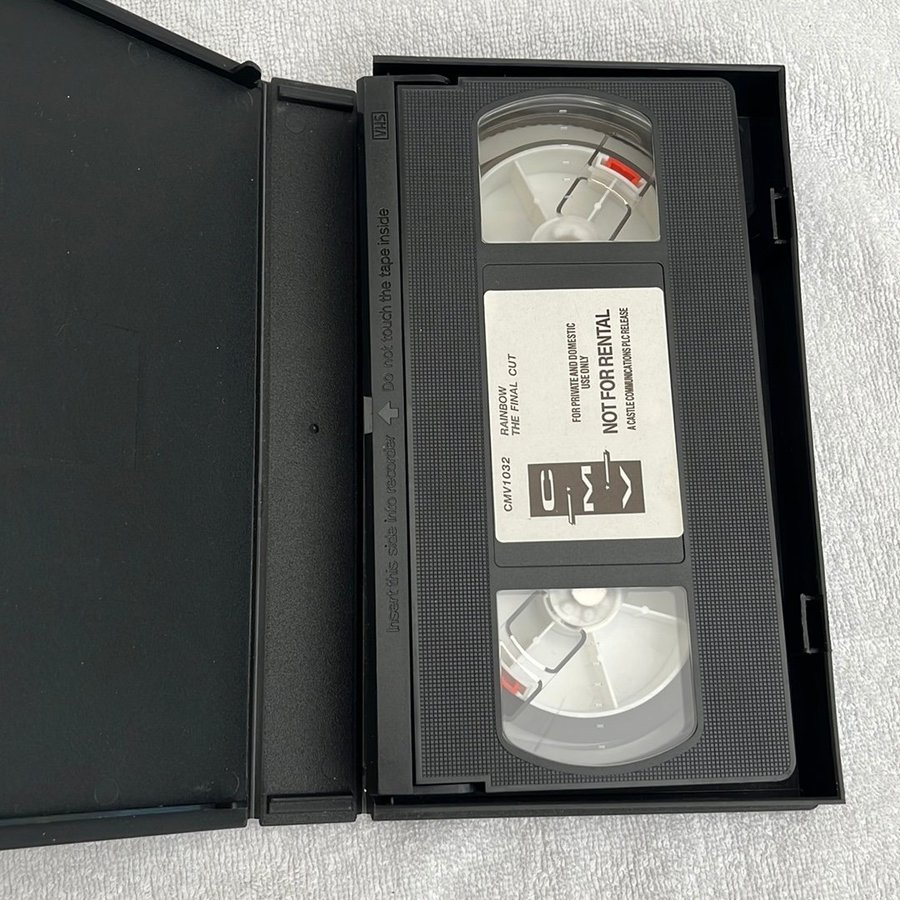 VHS
Insert this side into recorder
Do not touch the tape inside
CMV1032
RAINBOW
THE FINAL CUT
CMV
FOR PRIVATE AND DOMESTIC
USE ONLY
NOT FOR RENTAL
A CASTLE COMMUNICATIONS PLC RELEASE